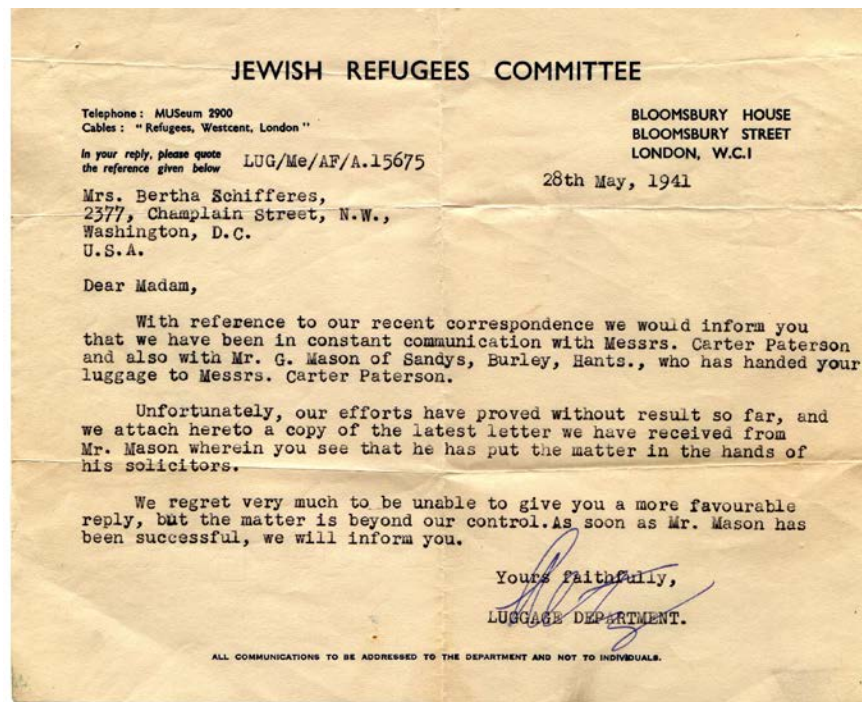 JEWISH REFUGEES COMMITTEE
Telephone : MUSeum 2900
Cables : "Refugees, Westcent, London"
In your reply, please quote
the reference given below LUG/Me/AF/A.15675
BLOOMSBURY HOUSE
BLOOMSBURY STREET
LONDON, W.C.1
28th May, 1941
Mrs. Bertha Schifferes,
2377, Champlain Street, N.W.,
Washington, D.C.
U.S.A.
Dear Madam,
With reference to our recent correspondence we would inform you
that we have been in constant communication with Messrs. Carter Paterson
and also with Mr. G. Mason of Sandys, Burley, Hants., who has handed your
luggage to Messrs. Carter Paterson.
Unfortunately, our efforts have proved without result so far, and
we attach hereto a copy of the latest letter we have received from
Mr. Mason wherein you see that he has put the matter in the hands of
his solicitors.
We regret very much to be unable to give you a more favourable
reply, but the matter is beyond our control.As soon as Mr. Mason has
been successful, we will inform you.
Yours faithfully,
LUGGAGE DEPARTMENT.
ALL COMMUNICATIONS TO BE ADDRESSED TO THE DEPARTMENT AND NOT TO INDIVIDUALS.